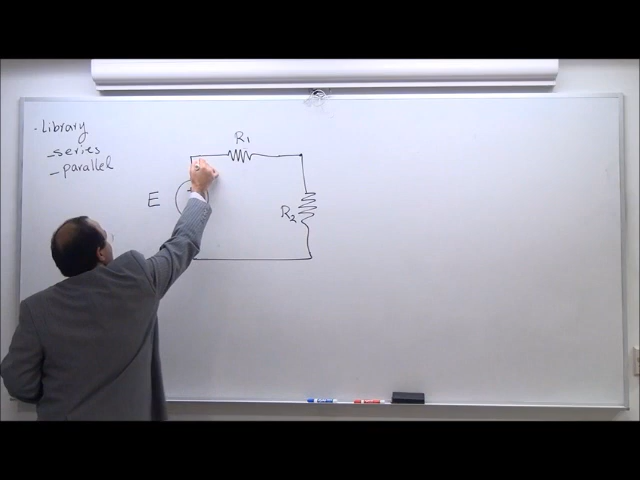 · Library
- series
- parallel
R1
E
R2